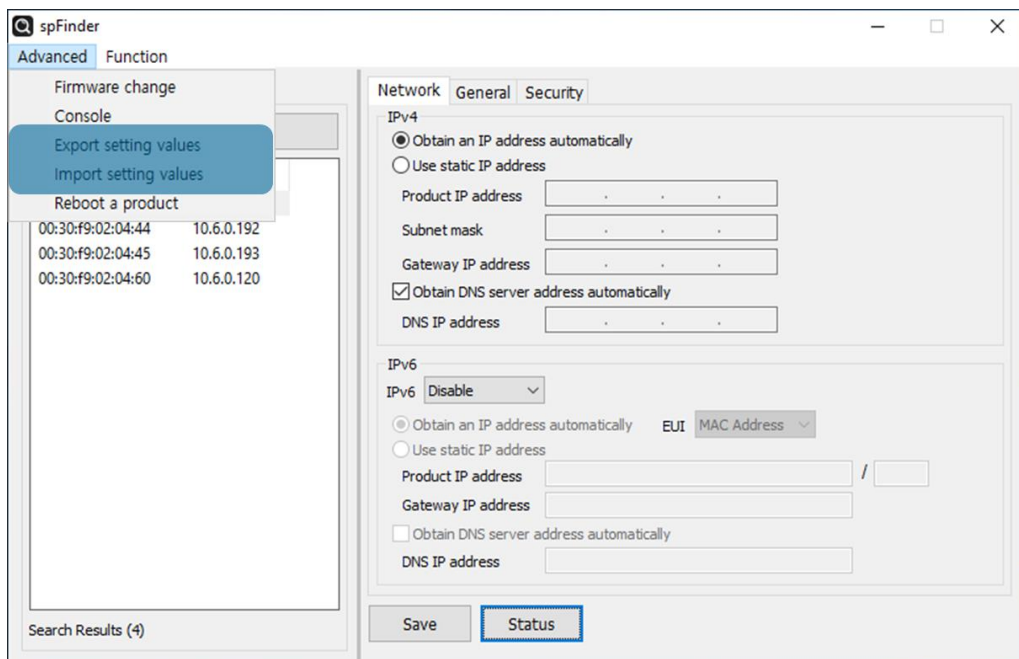 spFinder
Advanced Function
Firmware change
Console
Export setting values
Import setting values
Reboot a product
00:30:f9:02:04:44 10.6.0.192
00:30:f9:02:04:45 10.6.0.193
00:30:f9:02:04:60 10.6.0.120
Search Results (4)
Network General Security
IPv4
Obtain an IP address automatically
Use static IP address
Product IP address . . .
Subnet mask . . .
Gateway IP address . . .
Obtain DNS server address automatically
DNS IP address . . .
IPv6
IPv6 Disable
Obtain an IP address automatically EUI MAC Address
Use static IP address
Product IP address /
Gateway IP address
Obtain DNS server address automatically
DNS IP address
Save Status